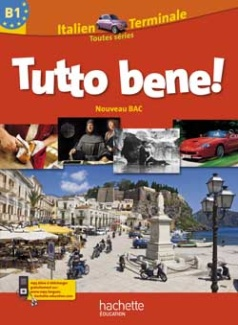 B1
Italien Terminale
Toutes séries
Tutto bene!
Nouveau BAC
hachette
ÉDUCATION